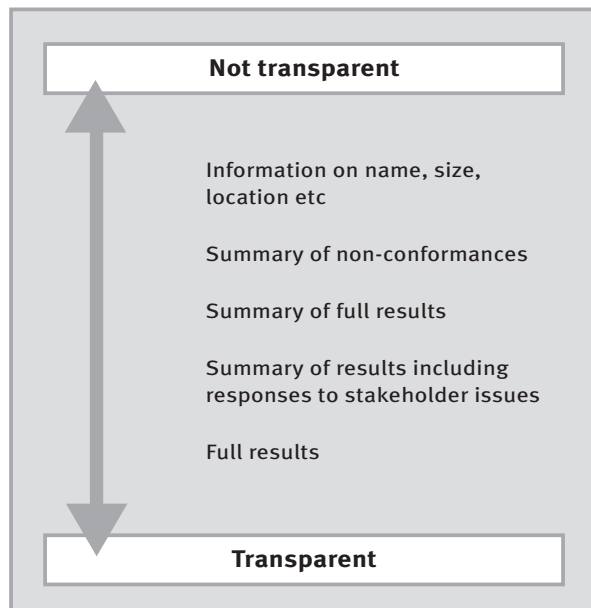 Not transparent
Information on name, size,
location etc
Summary of non-conformances
Summary of full results
Summary of results including
responses to stakeholder issues
Full results
Transparent